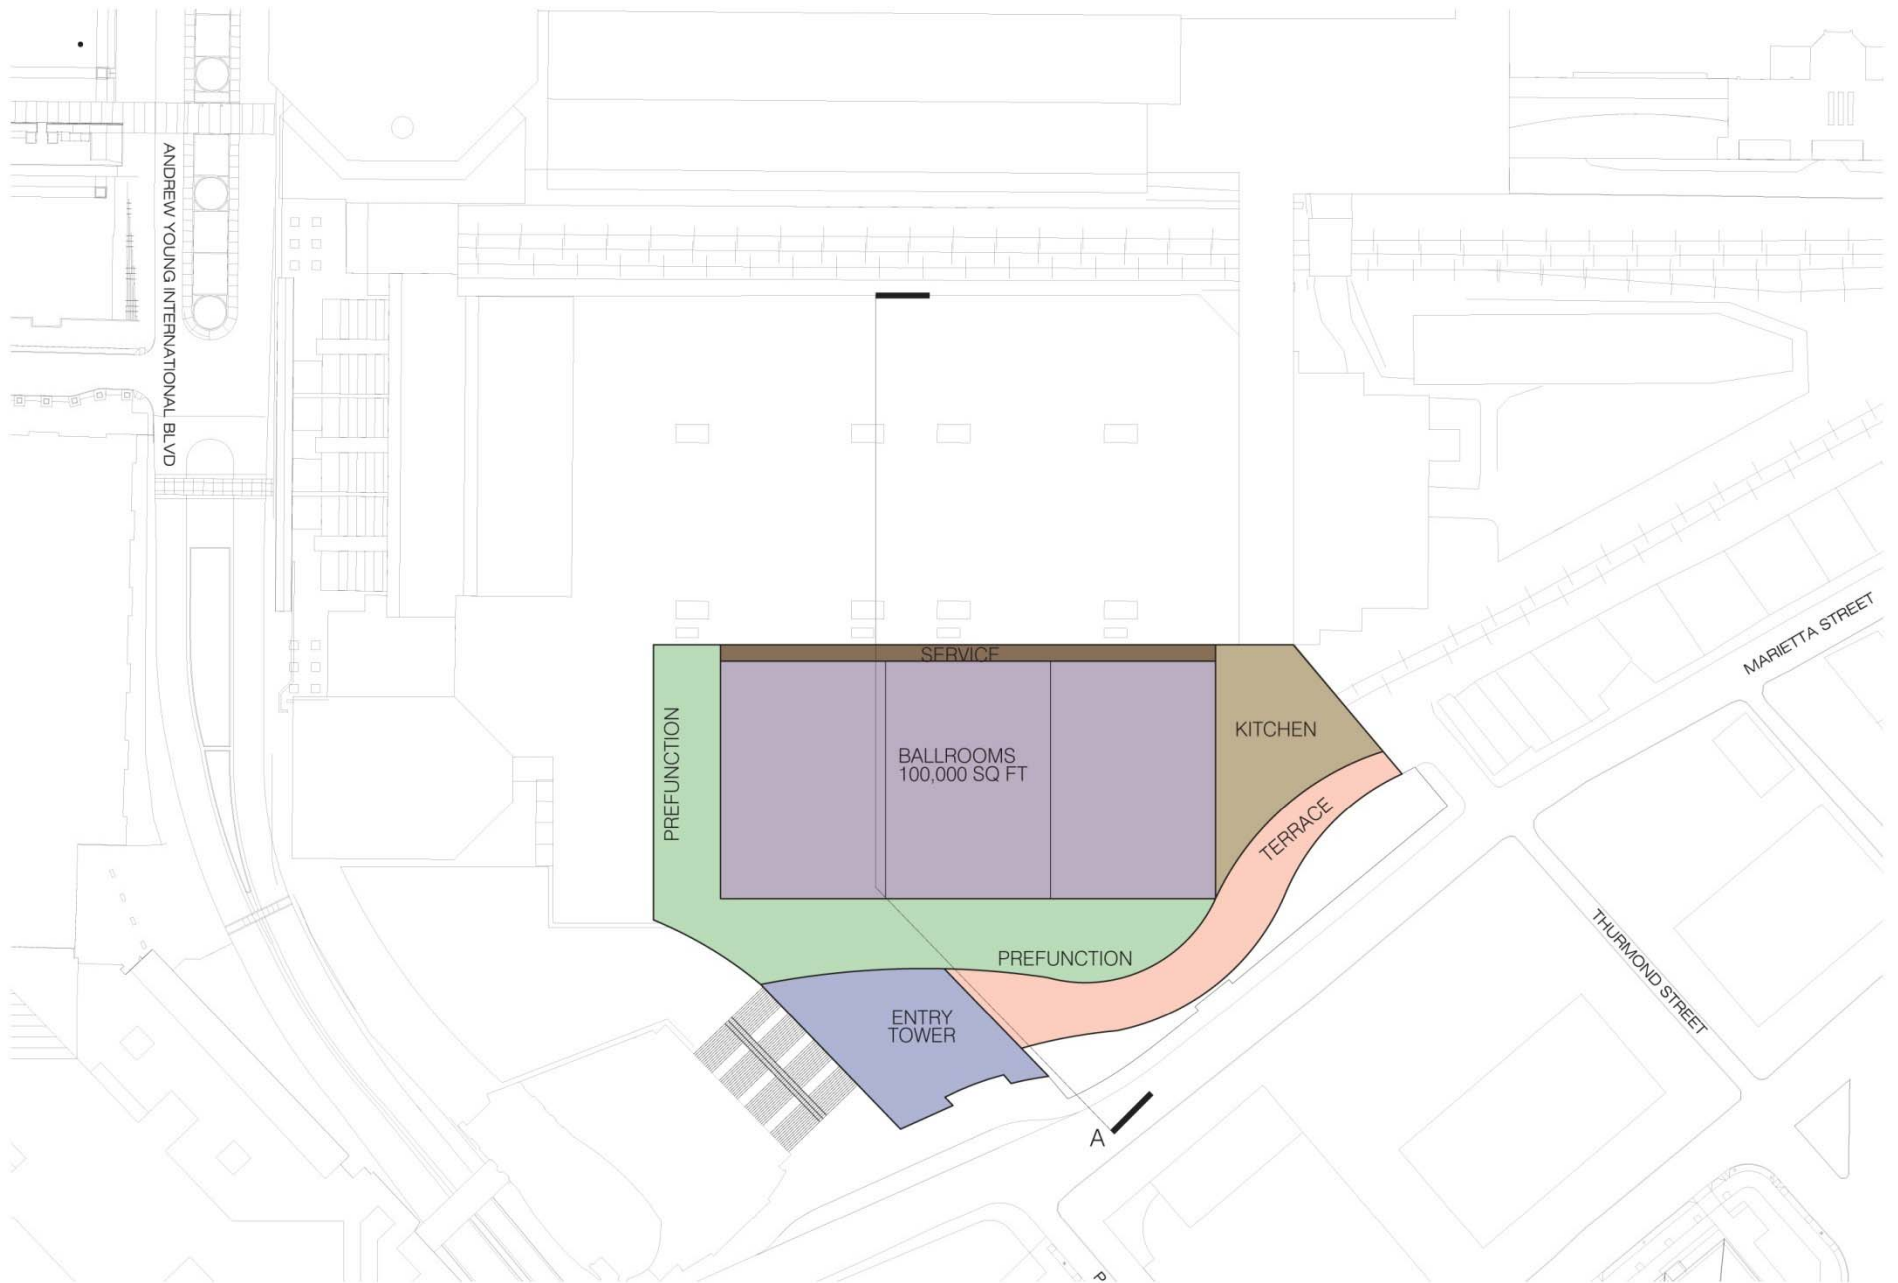 ANDREW YOUNG INTERNATIONAL BLVD
MARIETTA STREET
SERVICE
PREFUNCTION
KITCHEN
BALLROOMS
100,000 SQ FT
TERRACE
THURMOND STREET
PREFUNCTION
ENTRY
TOWER
A